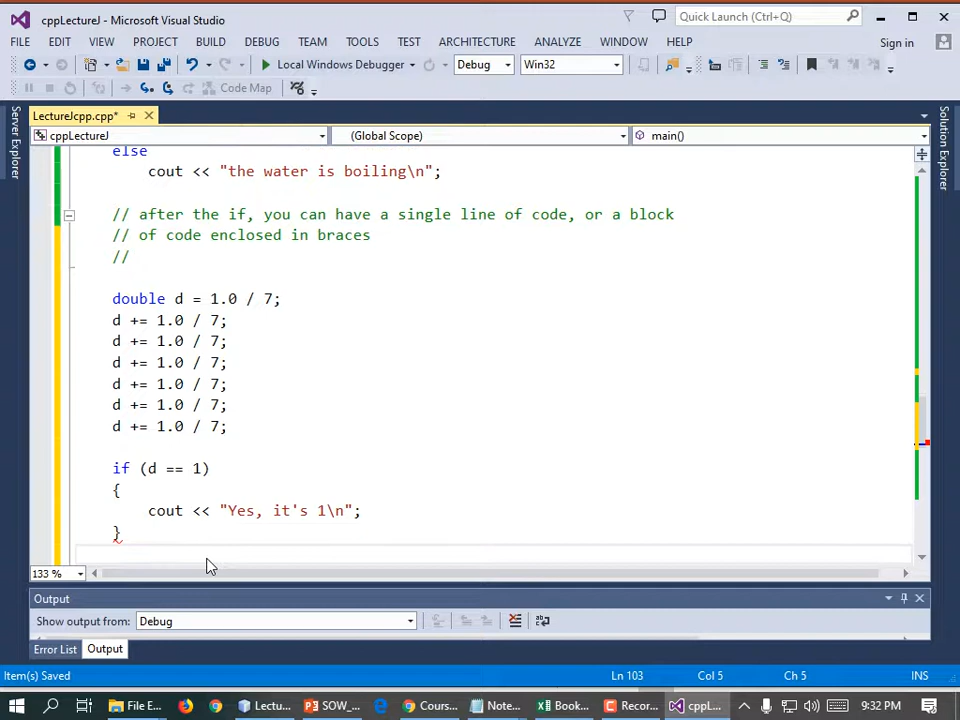 cppLectureJ - Microsoft Visual Studio
Quick Launch (Ctrl+Q)
FILE EDIT VIEW PROJECT BUILD DEBUG TEAM TOOLS TEST ARCHITECTURE ANALYZE WINDOW HELP Sign in
Local Windows Debugger Debug Win32
Code Map
Server Explorer
Solution Explorer
LectureJcpp.cpp*
cppLectureJ (Global Scope) main()
else
cout << "the water is boiling\n";
// after the if, you can have a single line of code, or a block
// of code enclosed in braces
//
double d = 1.0 / 7;
d += 1.0 / 7;
d += 1.0 / 7;
d += 1.0 / 7;
d += 1.0 / 7;
d += 1.0 / 7;
d += 1.0 / 7;
if (d == 1)
{
cout << "Yes, it's 1\n";
}
133 %
Output
Show output from: Debug
Error List Output
Item(s) Saved Ln 103 Col 5 Ch 5 INS
File E... Lectu... SOW_... Cours... Note... Book... Recor... cppL... 9:32 PM